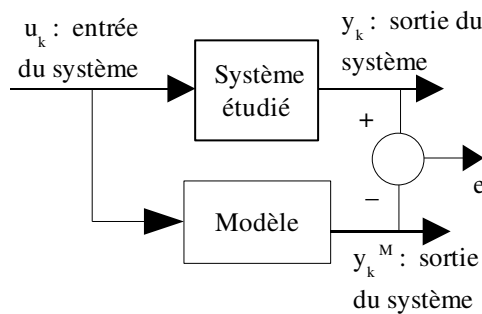 u_k : entrée
du système
y_k : sortie du
système
Système
étudié
+
e
−
Modèle
y_k^M : sortie
du système